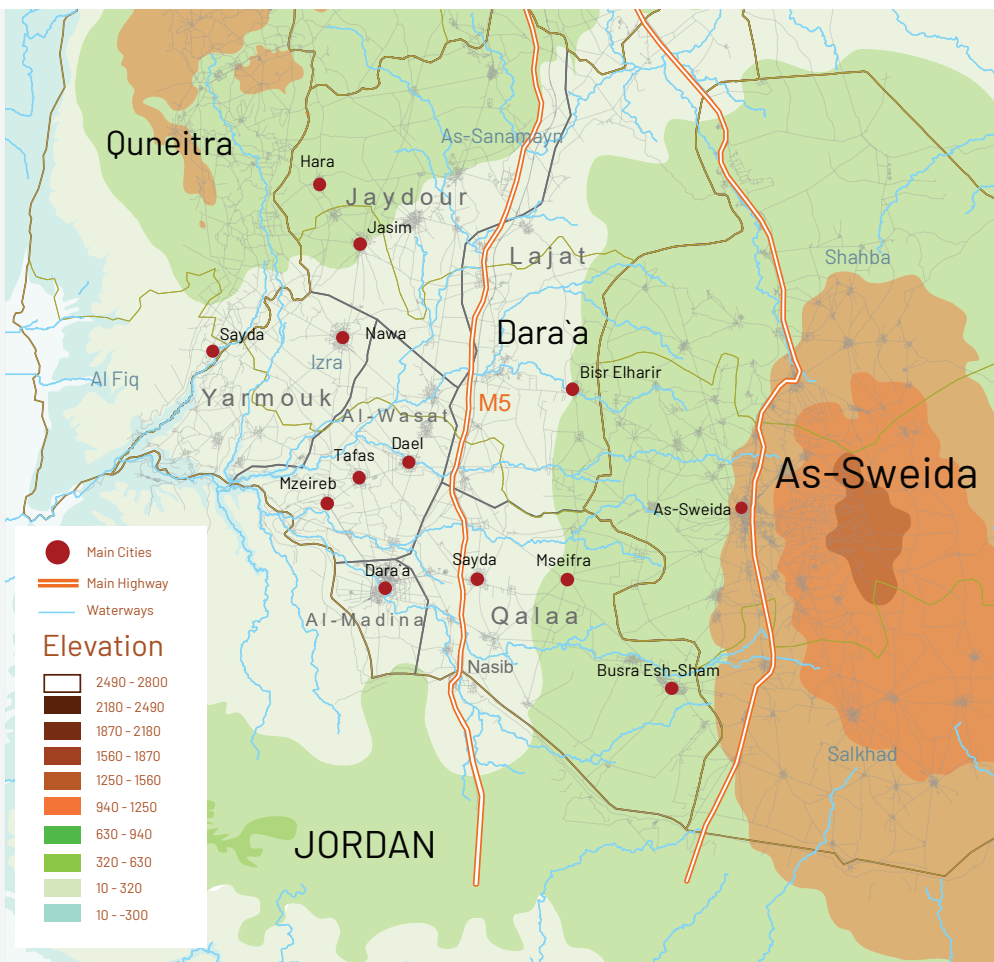 As-Sanamayn
Quneitra
Hara
Jaydour
Jasim
Lajat
Shahba
Sayda
Nawa
Dara`a
Izra
Al Fiq
Bisr Elharir
Yarmouk
M5
Al-Wasat
Dael
Tafas
As-Sweida
Mzeireb
As-Sweida
Main Cities
Sayda
Mseifra
Dara`a
Main Highway
Waterways
Al-Madina
Qalaa
Elevation
Nasib
Busra Esh-Sham
2490 - 2800
2180 - 2490
1870 - 2180
1560 - 1870
1250 - 1560
940 - 1250
630 - 940
320 - 630
10 - 320
10 - -300
Salkhad
JORDAN